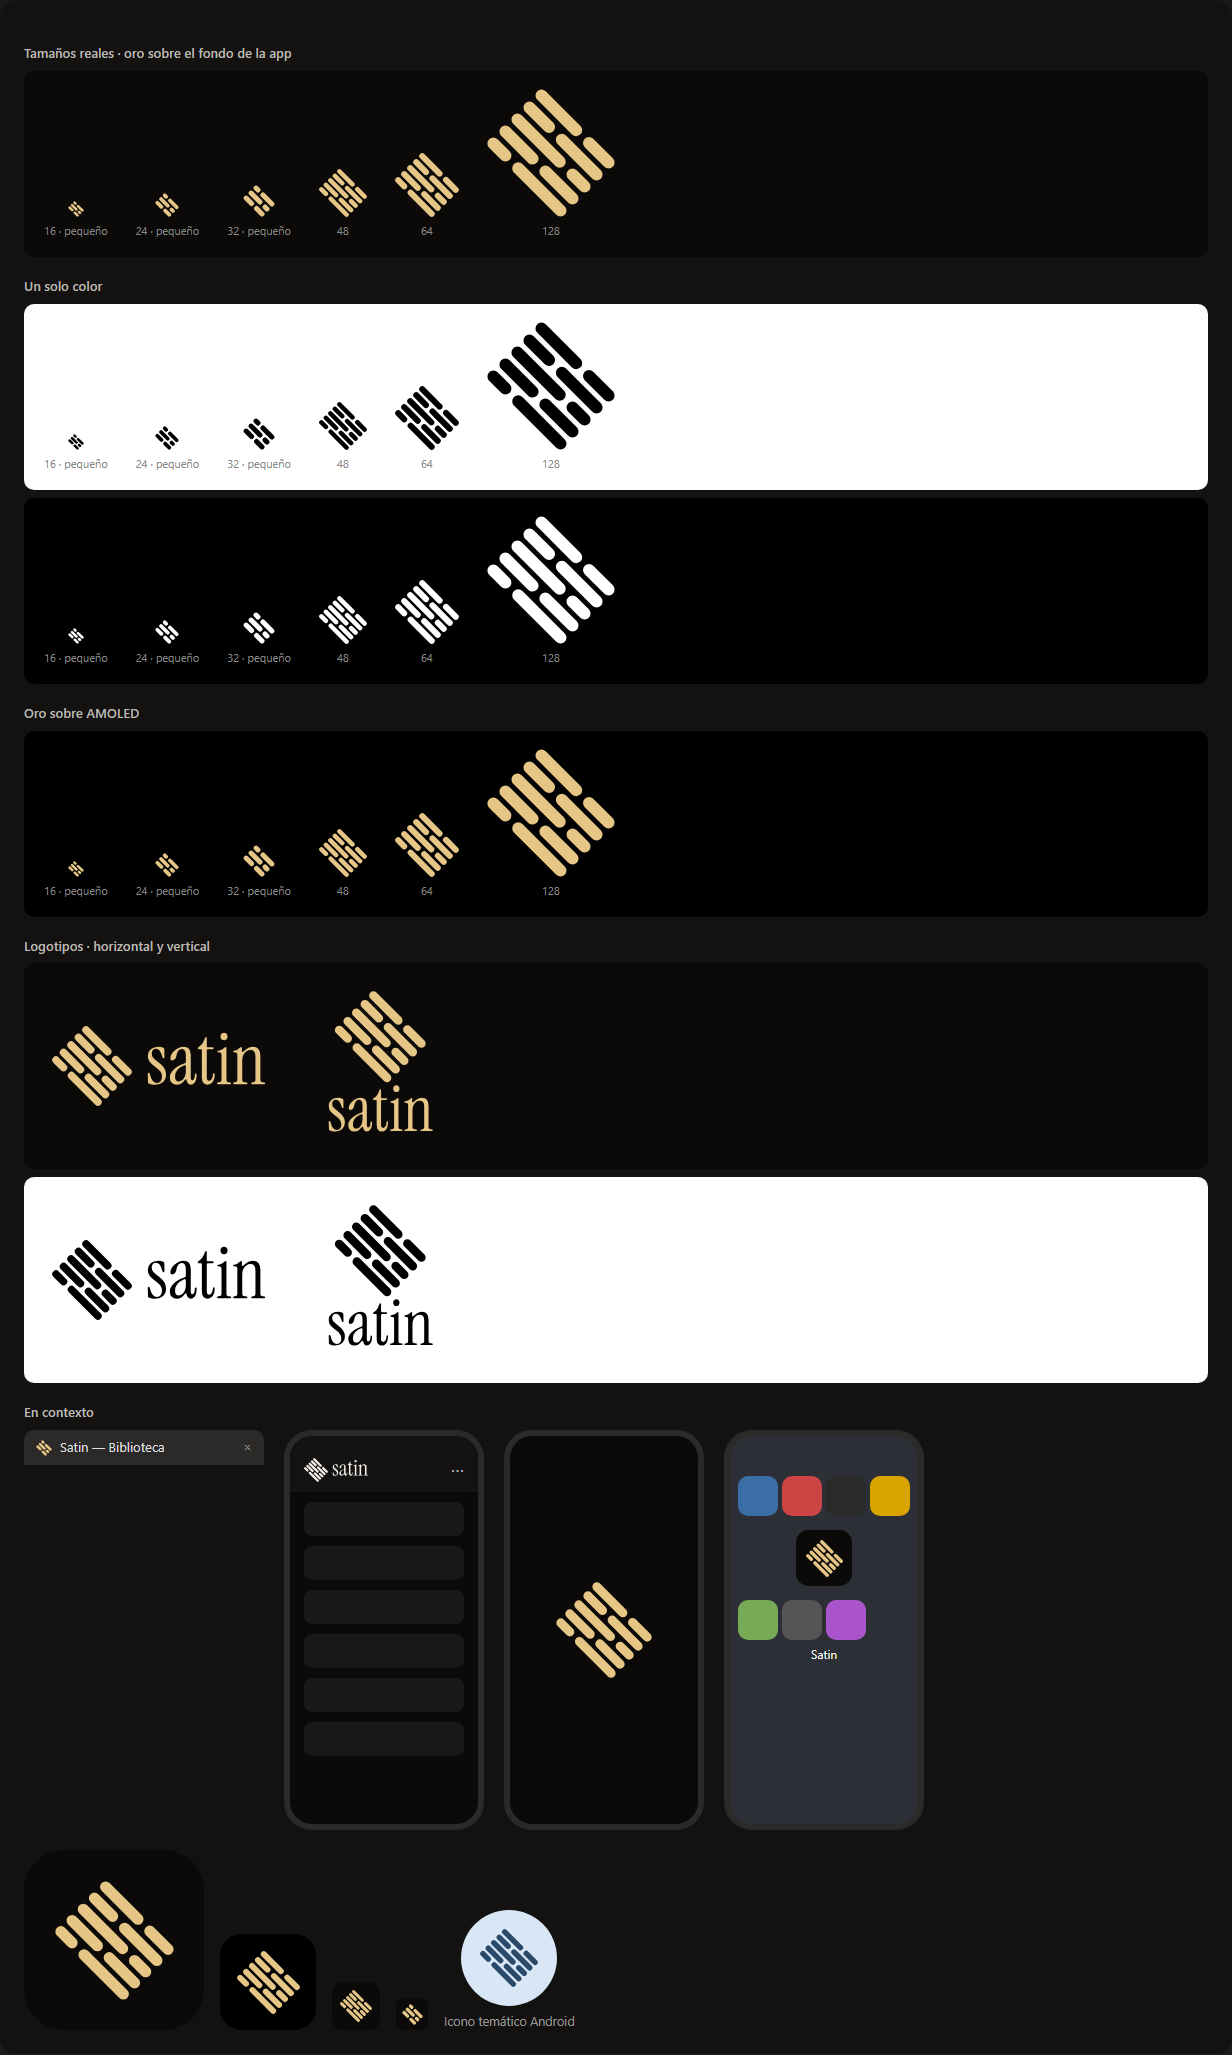 Tamaños reales · oro sobre el fondo de la app
16 · pequeño 24 · pequeño 32 · pequeño 48 64 128
Un solo color
16 · pequeño 24 · pequeño 32 · pequeño 48 64 128
16 · pequeño 24 · pequeño 32 · pequeño 48 64 128
Oro sobre AMOLED
16 · pequeño 24 · pequeño 32 · pequeño 48 64 128
Logotipos · horizontal y vertical
satin
satin
satin
satin
En contexto
Satin — Biblioteca ×
satin ...
Satin
Icono temático Android